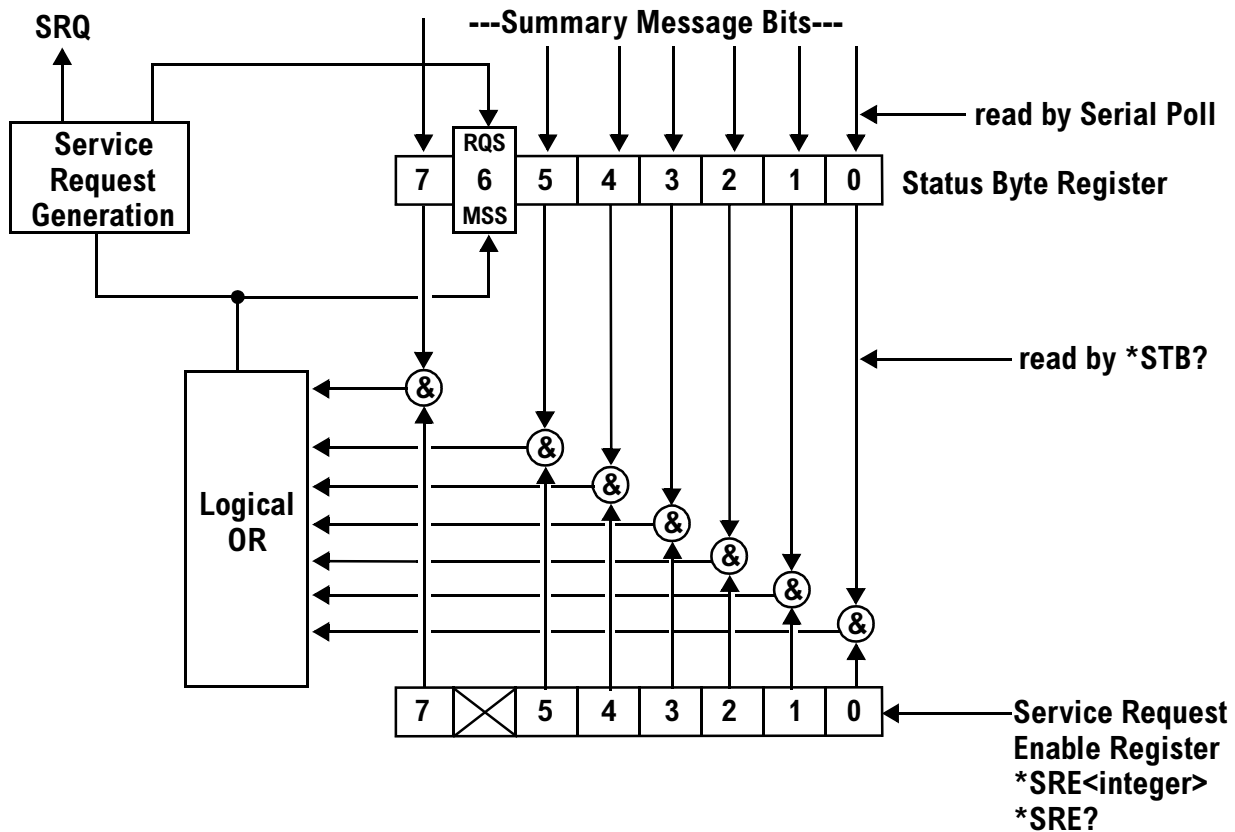 ---Summary Message Bits---
SRQ
read by Serial Poll
Service
Request
Generation
RQS
7 6 5 4 3 2 1 0
MSS
Status Byte Register
read by *STB?
&
&
&
&
&
&
&
Logical
OR
7 5 4 3 2 1 0
Service Request
Enable Register
*SRE<integer>
*SRE?